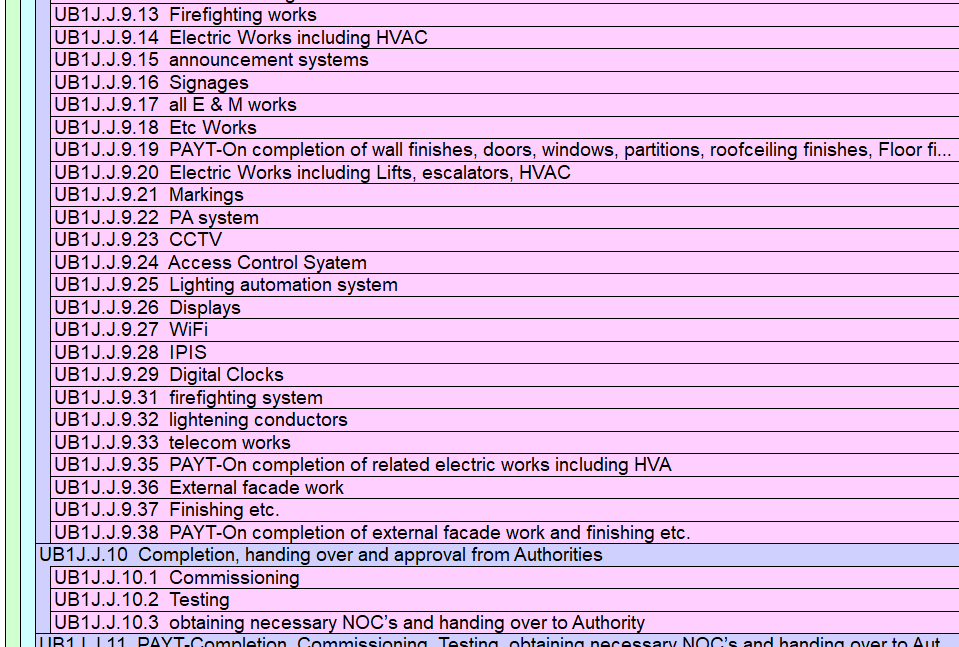 UB1J.J.9.13 Firefighting works
UB1J.J.9.14 Electric Works including HVAC
UB1J.J.9.15 announcement systems
UB1J.J.9.16 Signages
UB1J.J.9.17 all E & M works
UB1J.J.9.18 Etc Works
UB1J.J.9.19 PAYT-On completion of wall finishes, doors, windows, partitions, roofceiling finishes, Floor fi...
UB1J.J.9.20 Electric Works including Lifts, escalators, HVAC
UB1J.J.9.21 Markings
UB1J.J.9.22 PA system
UB1J.J.9.23 CCTV
UB1J.J.9.24 Access Control Syatem
UB1J.J.9.25 Lighting automation system
UB1J.J.9.26 Displays
UB1J.J.9.27 WiFi
UB1J.J.9.28 IPIS
UB1J.J.9.29 Digital Clocks
UB1J.J.9.31 firefighting system
UB1J.J.9.32 lightening conductors
UB1J.J.9.33 telecom works
UB1J.J.9.35 PAYT-On completion of related electric works including HVA
UB1J.J.9.36 External facade work
UB1J.J.9.37 Finishing etc.
UB1J.J.9.38 PAYT-On completion of external facade work and finishing etc.
UB1J.J.10 Completion, handing over and approval from Authorities
UB1J.J.10.1 Commissioning
UB1J.J.10.2 Testing
UB1J.J.10.3 obtaining necessary NOC’s and handing over to Authority
UB1J.J.11 PAYT-Completion, Commissioning, Testing, obtaining necessary NOC’s and handing over to Aut...